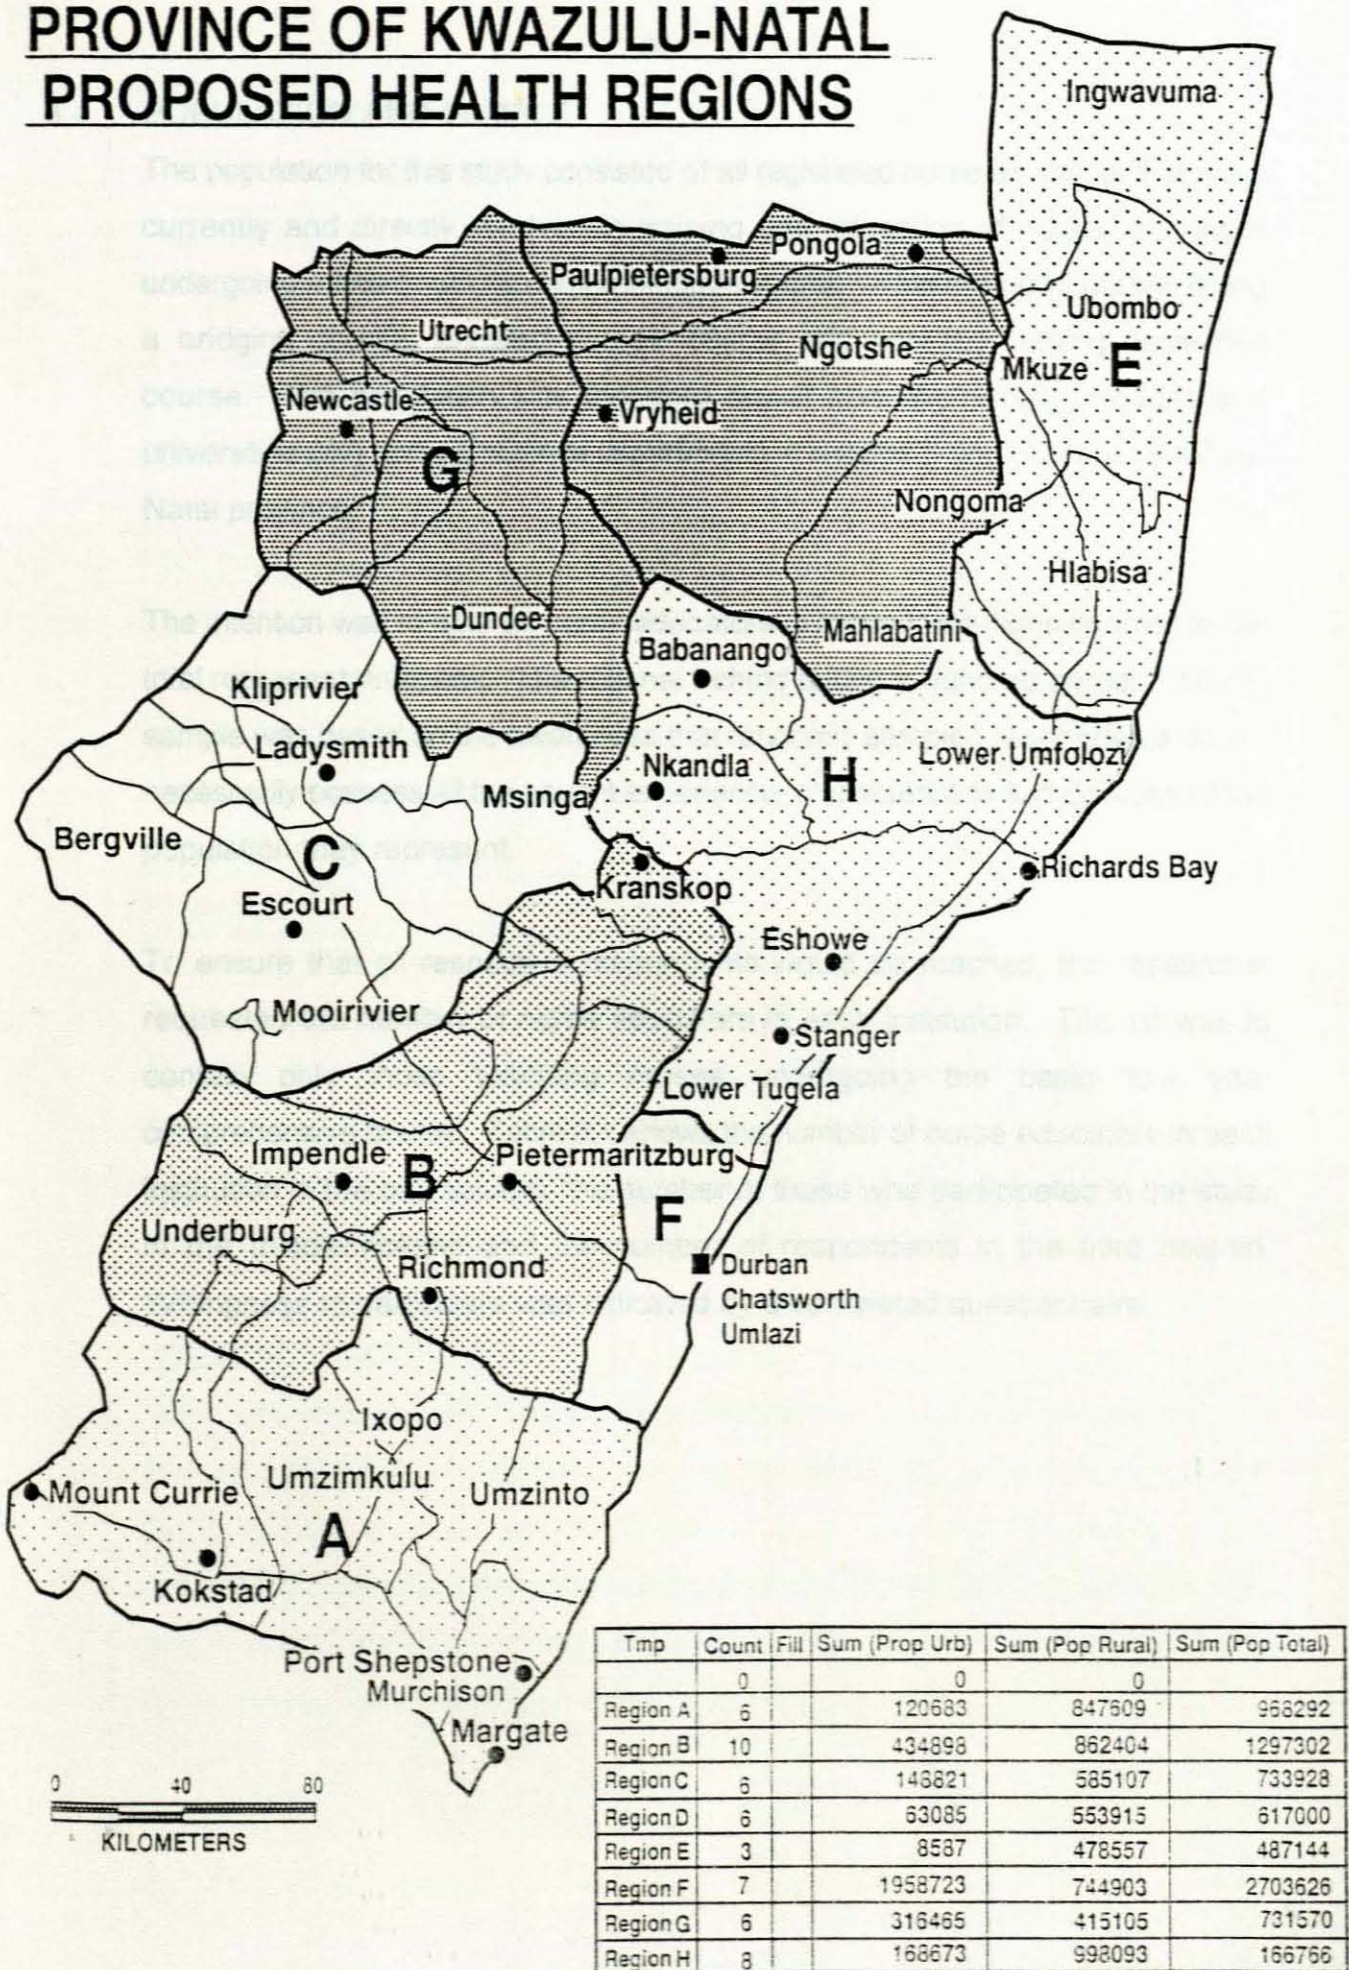 PROVINCE OF KWAZULU-NATAL
PROPOSED HEALTH REGIONS
Ingwavuma
Pongola
Paulpietersburg
Ubombo
Utrecht
Ngotshe
Mkuze
E
Newcastle
Vryheid
G
Nongoma
Hlabisa
Dundee
Mahlabatini
Babanango
Kliprivier
Ladysmith
Lower Umfolozi
Nkandla
H
Msinga
Bergville
C
Richards Bay
Kranskop
Escourt
Eshowe
Mooirivier
Stanger
Lower Tugela
Impendle
B
Pietermaritzburg
F
Underburg
Richmond
Durban
Chatsworth
Umlazi
Ixopo
Umzimkulu
Mount Currie
Umzinto
A
Kokstad
Port Shepstone
Murchison
Margate
0 40 80
KILOMETERS
Tmp Count Fill Sum (Prop Urb) Sum (Pop Rural) Sum (Pop Total)
0 0 0
Region A 6 120683 847609 968292
Region B 10 434898 862404 1297302
Region C 6 148821 585107 733928
Region D 6 63085 553915 617000
Region E 3 8587 478557 487144
Region F 7 1958723 744903 2703626
Region G 6 316465 415105 731570
Region H 8 168673 998093 166766